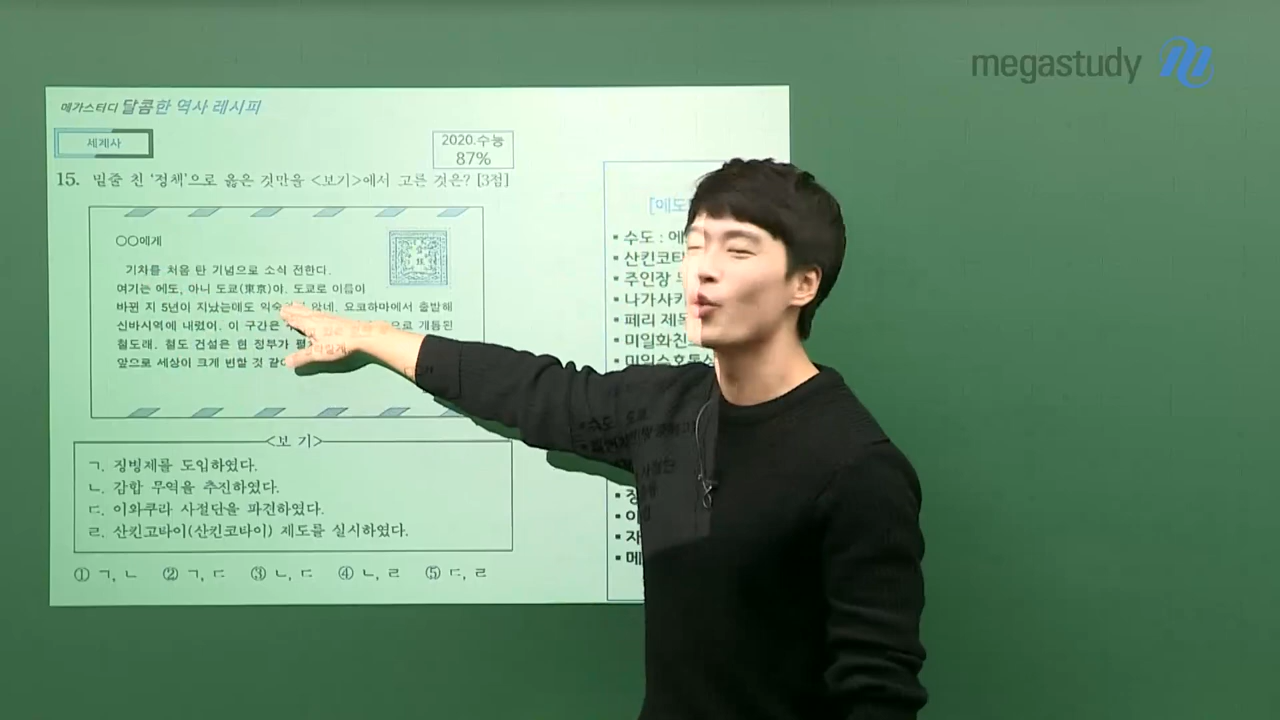 megastudy
메가스터디 달콤한 역사 레시피
세계사
2020.수능
87%
15. 밑줄 친 '정책'으로 옳은 것만을 <보기>에서 고른 것은? [3점]
○○에게
기차를 처음 탄 기념으로 소식 전한다.
여기는 에도, 아니 도쿄(東京)야. 도쿄로 이름이
바뀐 지 5년이 지났는데도 않네. 요코하마에서 출발해
신바시역에 내렸어. 이 구간은 으로 개통된
철도래. 철도 건설은 현 정부가
앞으로 세상이 크게 변할 것
<보 기>
ㄱ. 징병제를 도입하였다.
ㄴ. 감합 무역을 추진하였다.
ㄷ. 이와쿠라 사절단을 파견하였다.
ㄹ. 산킨고타이(산킨코타이) 제도를 실시하였다.
① ㄱ, ㄴ ② ㄱ, ㄷ ③ ㄴ, ㄷ ④ ㄴ, ㄹ ⑤ ㄷ, ㄹ
[에도
▪ 수도 : 에
▪ 산킨코타
▪ 주인장
▪ 나가사키
▪ 페리 제독
▪ 미일화친
▪ 미일수호통상